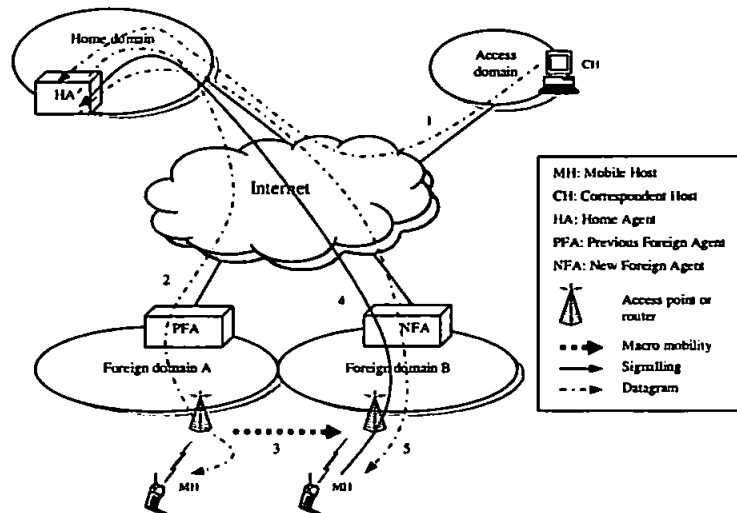 Home domain
HA
Access
domain
CH
1
Internet
MH: Mobile Host
CH: Correspondent Host
HA: Home Agent
PFA: Previous Foreign Agent
NFA: New Foreign Agent
Access point or
router
Macro mobility
Signalling
Datagram
2
4
PFA
NFA
Foreign domain A
Foreign domain B
3
5
MH
MH